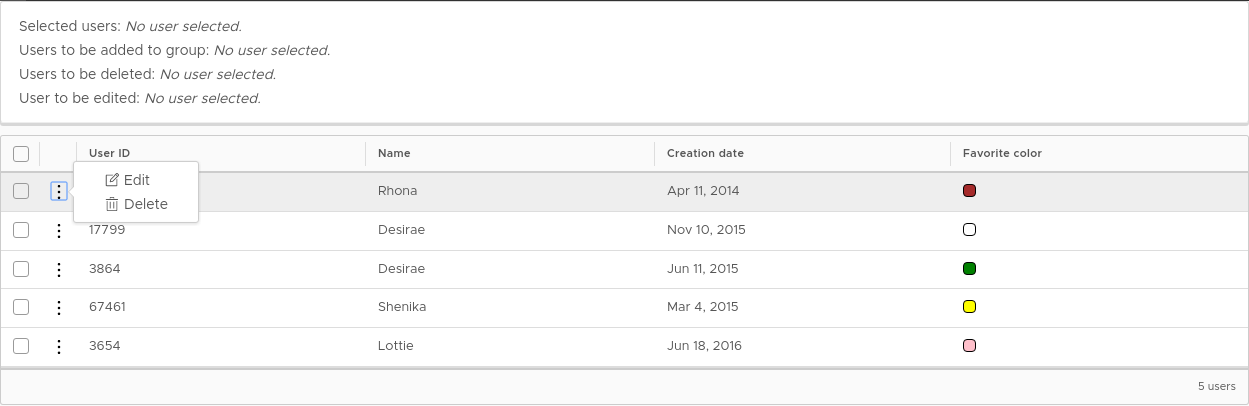 Selected users: No user selected.
Users to be added to group: No user selected.
Users to be deleted: No user selected.
User to be edited: No user selected.
User ID Name Creation date Favorite color
Edit
Delete
Rhona Apr 11, 2014
17799 Desirae Nov 10, 2015
3864 Desirae Jun 11, 2015
67461 Shenika Mar 4, 2015
3654 Lottie Jun 18, 2016
5 users